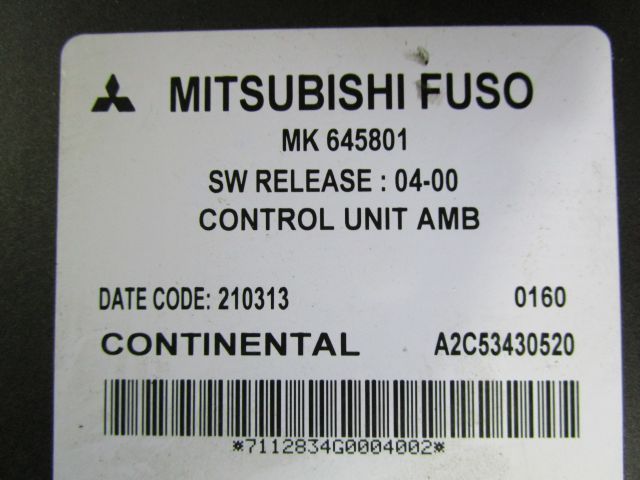 MITSUBISHI FUSO
MK 645801
SW RELEASE : 04-00
CONTROL UNIT AMB
DATE CODE: 210313 0160
CONTINENTAL A2C53430520
*7112834G0004002*